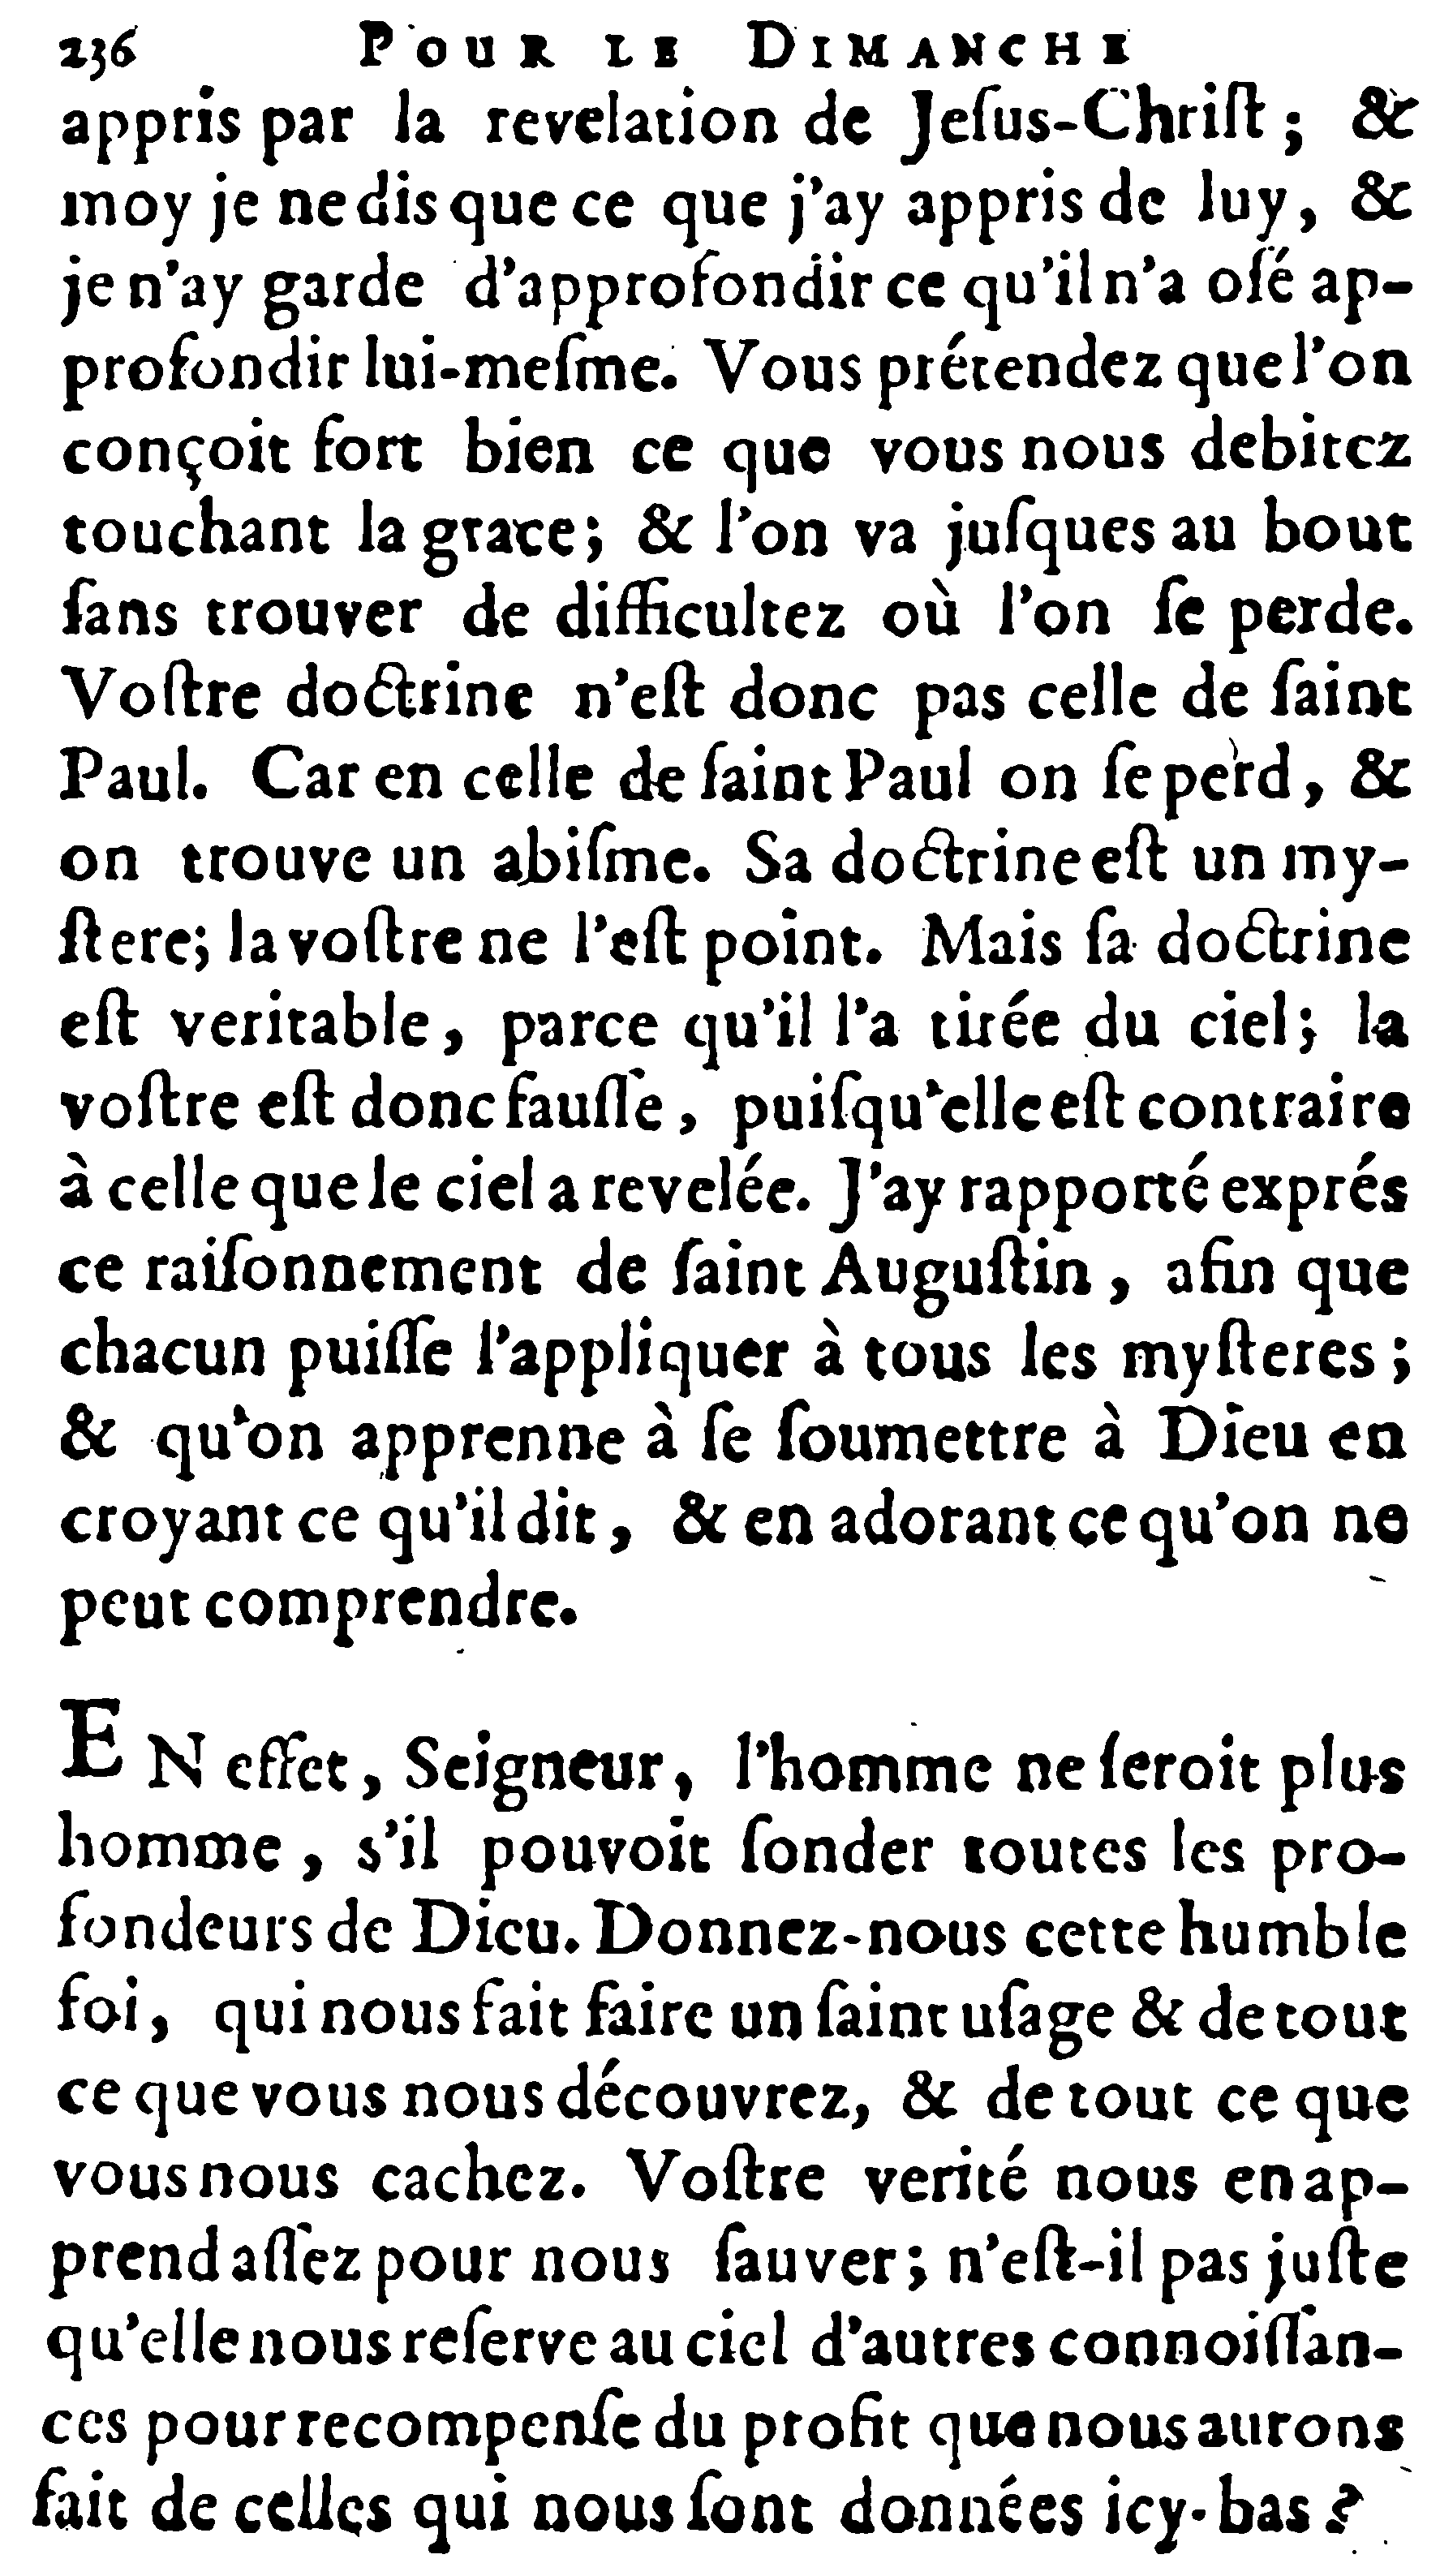 236 POUR LE DIMANCHE
appris par la revelation de Jeſus-Chriſt ; &
moy je ne dis que ce que j'ay appris de luy, &
je n'ay garde d'approfondir ce qu'il n'a oſé ap-
profondir lui-meſme. Vous prétendez que l'on
conçoit fort bien ce que vous nous debitez
touchant la grace; & l'on va juſques au bout
ſans trouver de difficultez où l'on ſe perde.
Voſtre doctrine n'eſt donc pas celle de ſaint
Paul. Car en celle de ſaint Paul on ſe perd, &
on trouve un abiſme. Sa doctrine eſt un my-
ſtere; la voſtre ne l'eſt point. Mais ſa doctrine
eſt veritable, parce qu'il l'a tirée du ciel; la
voſtre eſt donc fauſſe, puiſqu'elle eſt contraire
à celle que le ciel a revelée. J'ay rapporté exprés
ce raiſonnement de ſaint Auguſtin, afin que
chacun puiſſe l'appliquer à tous les myſteres ;
& qu'on apprenne à ſe ſoumettre à Dieu en
croyant ce qu'il dit, & en adorant ce qu'on ne
peut comprendre.
EN effet, Seigneur, l'homme ne ſeroit plus
homme, s'il pouvoit ſonder toutes les pro-
fondeurs de Dieu. Donnez-nous cette humble
foi, qui nous fait faire un ſaint uſage & de tout
ce que vous nous découvrez, & de tout ce que
vous nous cachez. Voſtre verité nous en ap-
prend aſſez pour nous ſauver; n'eſt-il pas juſte
qu'elle nous reſerve au ciel d'autres connoiſſan-
ces pour recompenſe du profit que nous aurons
fait de celles qui nous ſont données icy-bas ?